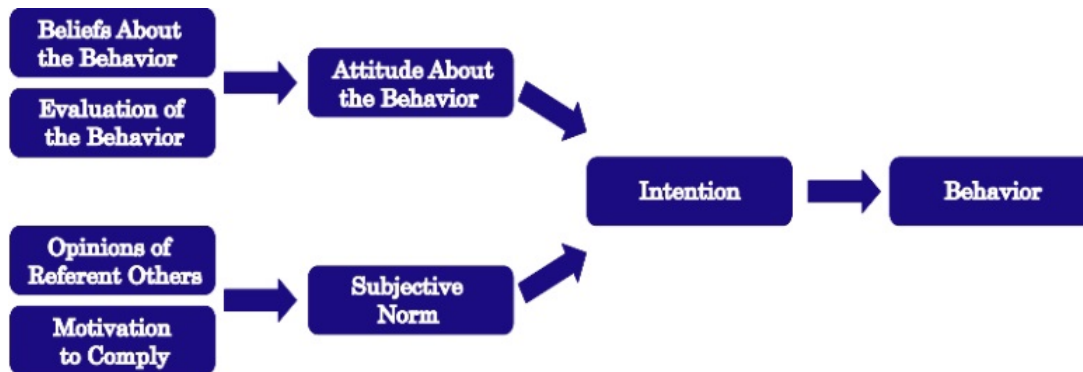 Beliefs About
the Behavior
Evaluation of
the Behavior
Attitude About
the Behavior
Opinions of
Referent Others
Motivation
to Comply
Subjective
Norm
Intention
Behavior